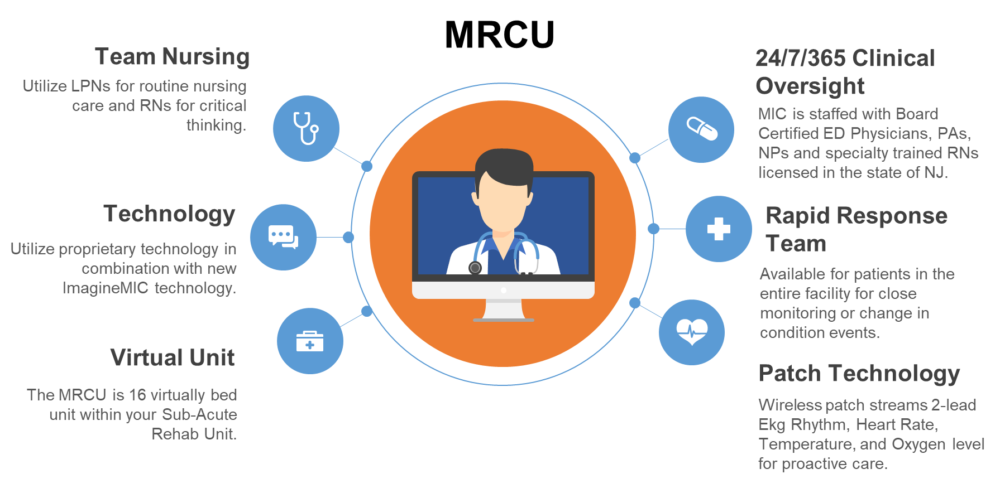 MRCU
Team Nursing
Utilize LPNs for routine nursing
care and RNs for critical
thinking.
Technology
Utilize proprietary technology in
combination with new
ImagineMIC technology.
Virtual Unit
The MRCU is 16 virtually bed
unit within your Sub-Acute
Rehab Unit.
24/7/365 Clinical
Oversight
MIC is staffed with Board
Certified ED Physicians, PAs,
NPs and specialty trained RNs
licensed in the state of NJ.
Rapid Response
Team
Available for patients in the
entire facility for close
monitoring or change in
condition events.
Patch Technology
Wireless patch streams 2-lead
Ekg Rhythm, Heart Rate,
Temperature, and Oxygen level
for proactive care.